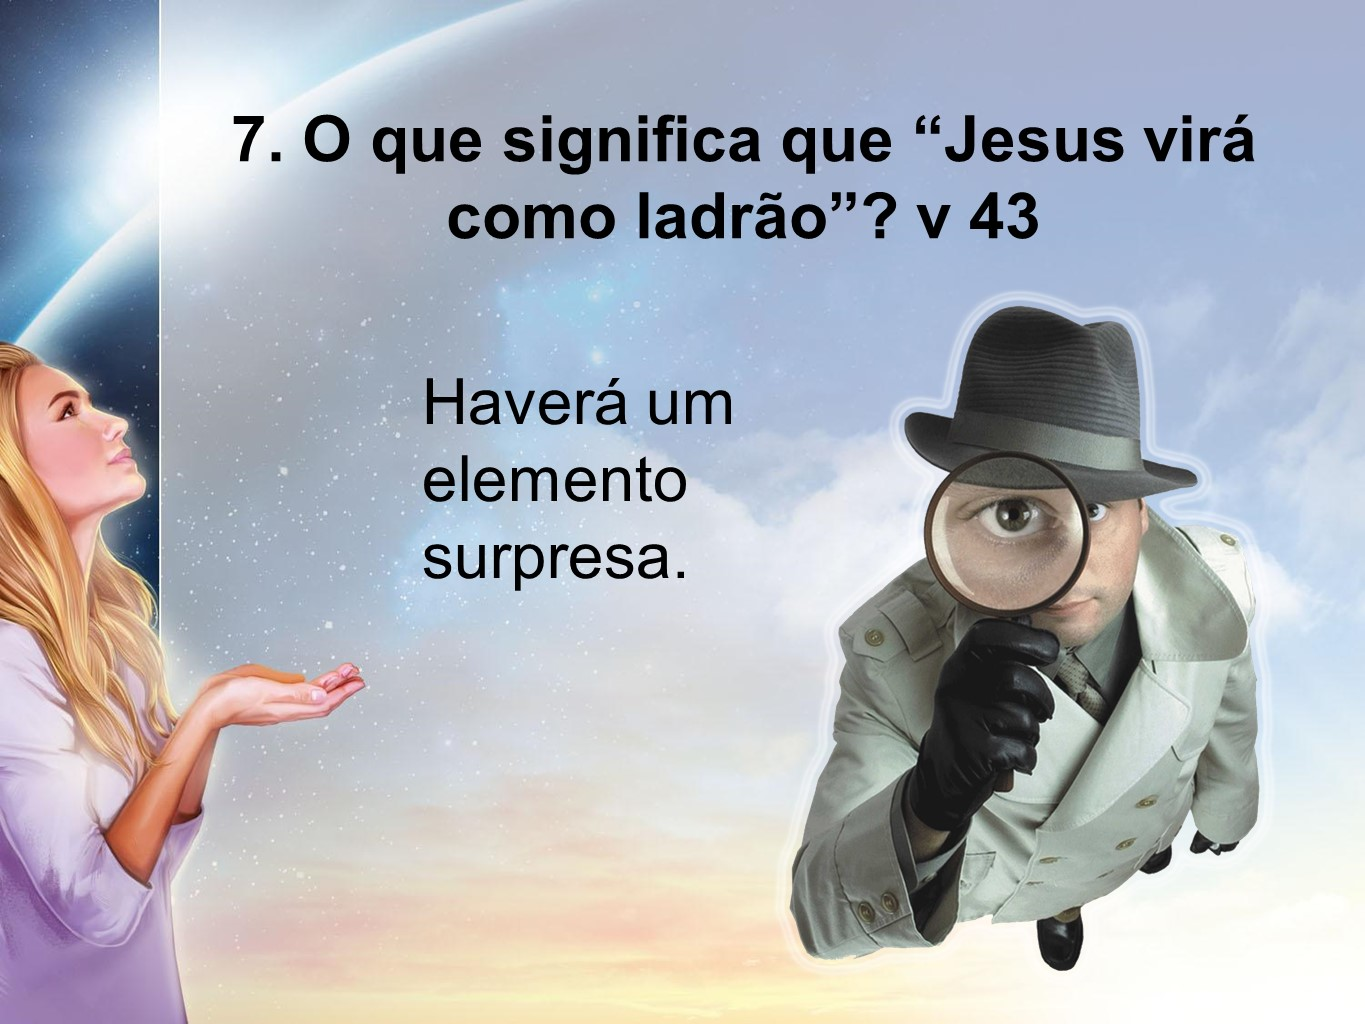 7. O que significa que “Jesus virá
como ladrão”? v 43
Haverá um
elemento
surpresa.